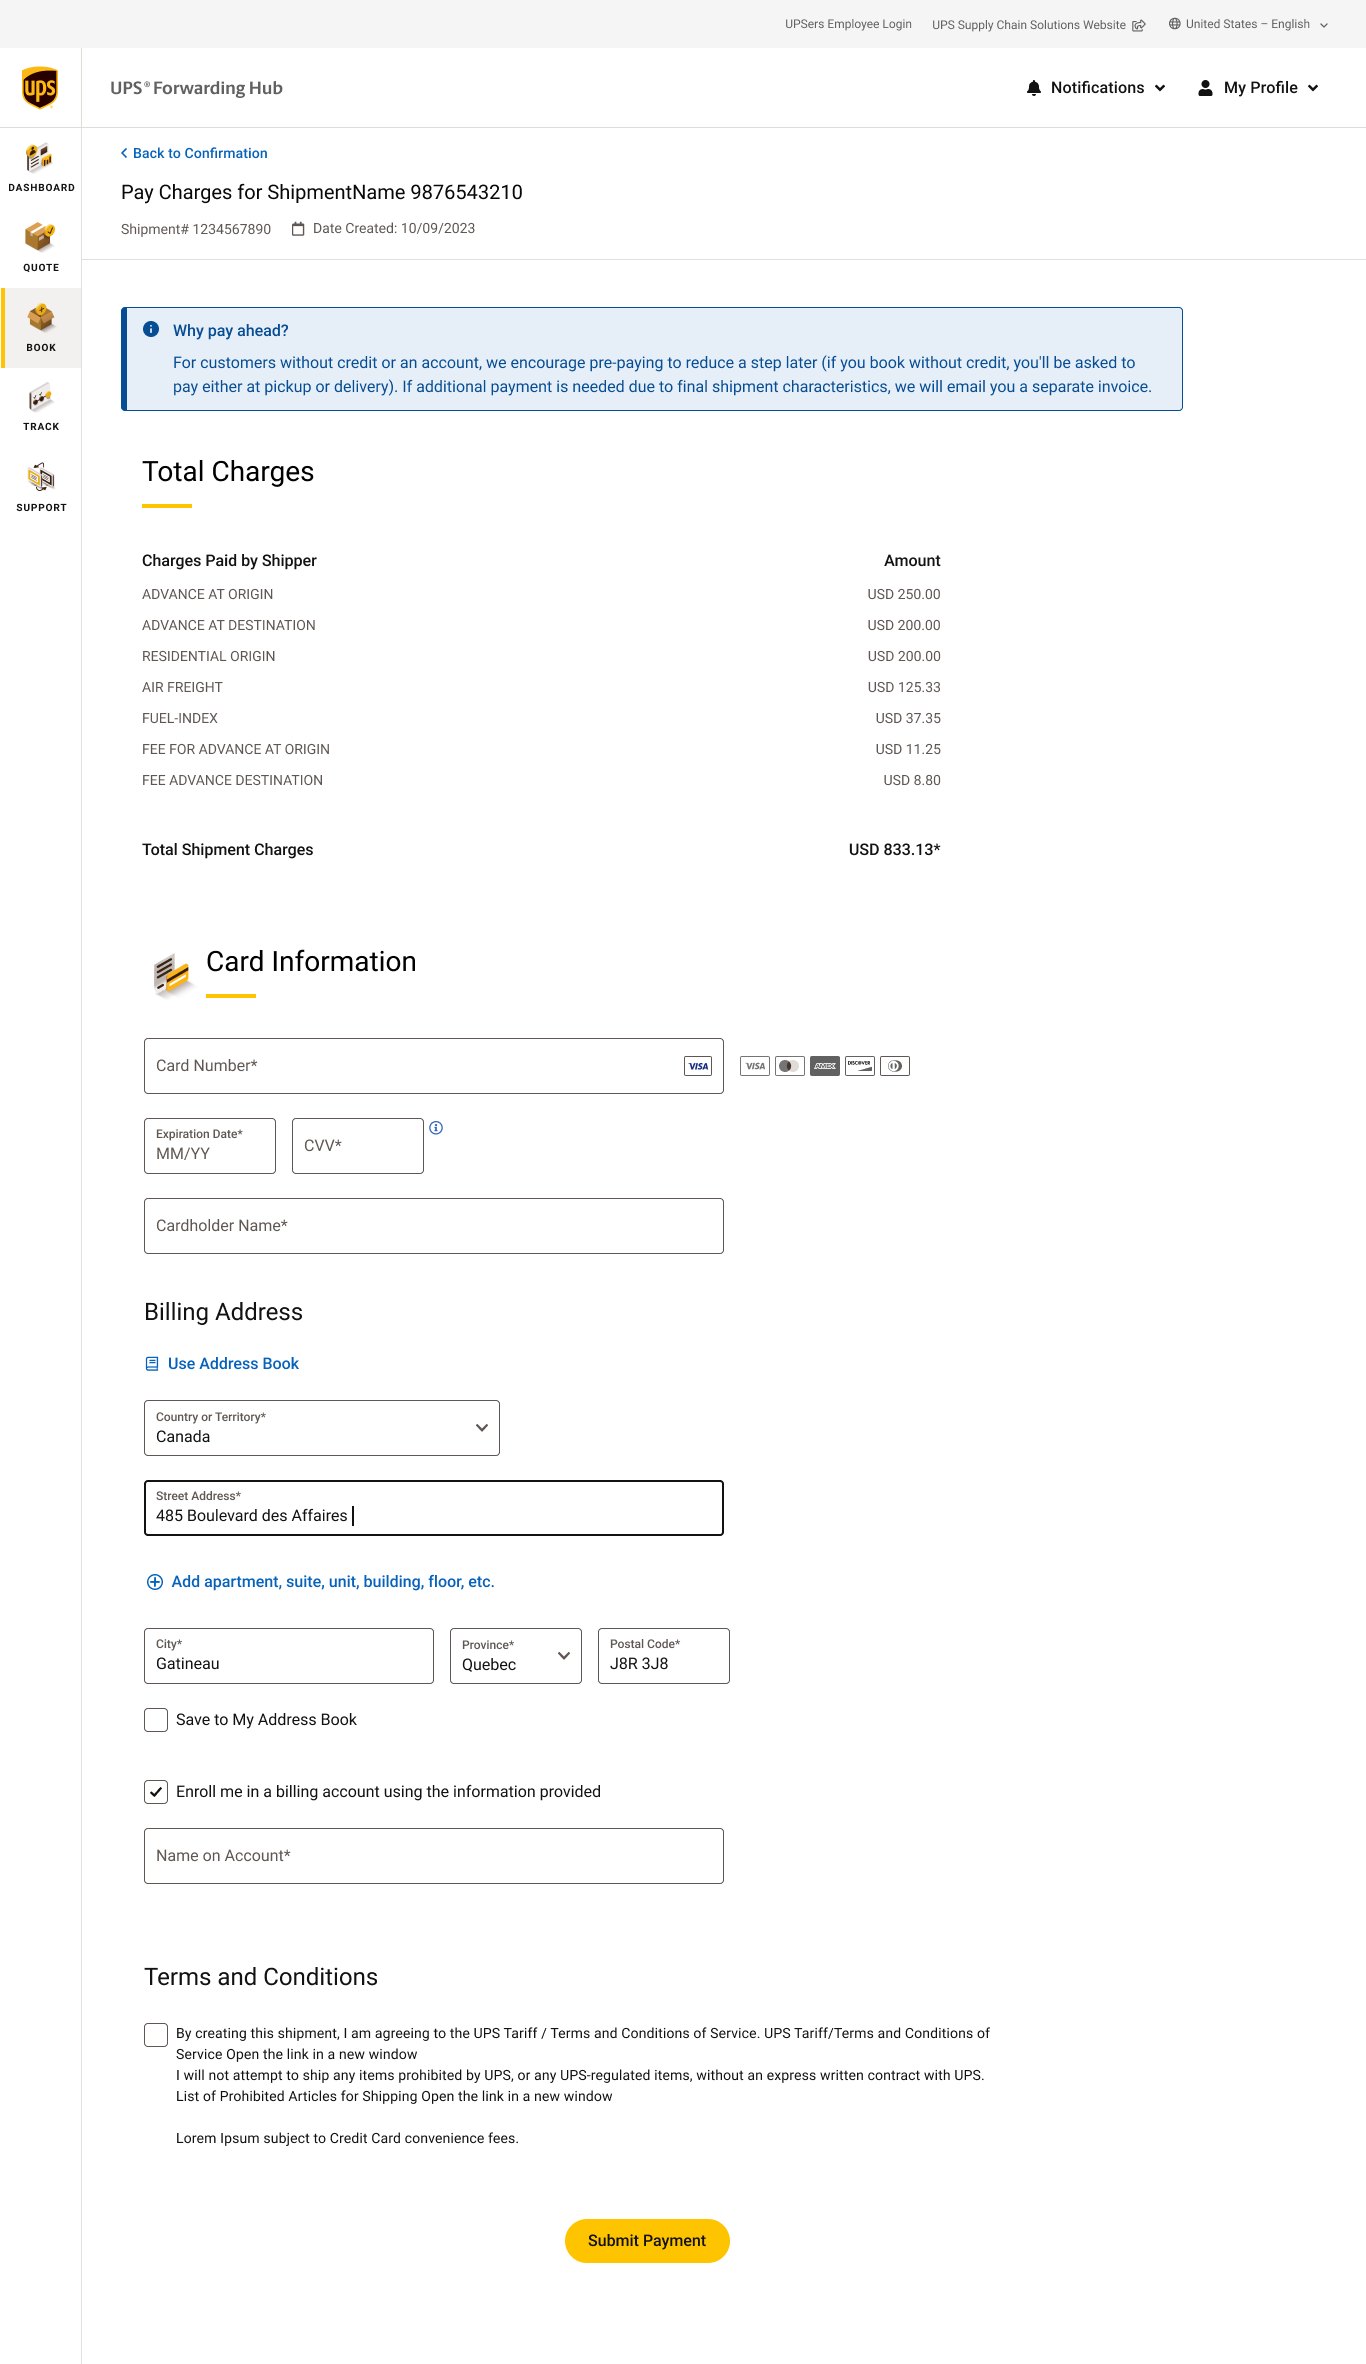 UPSers Employee Login
UPS Supply Chain Solutions Website
United States – English
ups
UPS® Forwarding Hub
Notifications
My Profile
DASHBOARD
QUOTE
BOOK
TRACK
SUPPORT
Back to Confirmation
Pay Charges for ShipmentName 9876543210
Shipment# 1234567890
Date Created: 10/09/2023
Why pay ahead?
For customers without credit or an account, we encourage pre-paying to reduce a step later (if you book without credit, you'll be asked to
pay either at pickup or delivery). If additional payment is needed due to final shipment characteristics, we will email you a separate invoice.
Total Charges
Charges Paid by Shipper Amount
ADVANCE AT ORIGIN USD 250.00
ADVANCE AT DESTINATION USD 200.00
RESIDENTIAL ORIGIN USD 200.00
AIR FREIGHT USD 125.33
FUEL-INDEX USD 37.35
FEE FOR ADVANCE AT ORIGIN USD 11.25
FEE ADVANCE DESTINATION USD 8.80
Total Shipment Charges USD 833.13*
Card Information
Card Number* VISA VISA AMEX DISCOVER
Expiration Date*
MM/YY
CVV*
Cardholder Name*
Billing Address
Use Address Book
Country or Territory*
Canada
Street Address*
485 Boulevard des Affaires
Add apartment, suite, unit, building, floor, etc.
City*
Gatineau
Province*
Quebec
Postal Code*
J8R 3J8
Save to My Address Book
Enroll me in a billing account using the information provided
Name on Account*
Terms and Conditions
By creating this shipment, I am agreeing to the UPS Tariff / Terms and Conditions of Service. UPS Tariff/Terms and Conditions of
Service Open the link in a new window
I will not attempt to ship any items prohibited by UPS, or any UPS-regulated items, without an express written contract with UPS.
List of Prohibited Articles for Shipping Open the link in a new window
Lorem Ipsum subject to Credit Card convenience fees.
Submit Payment